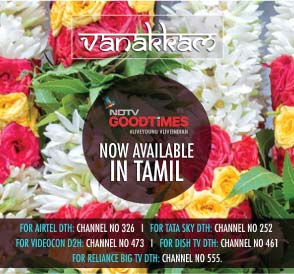 vanakkam
NDTV
GOODTiMES
#LIVEYOUNG #LIVEINDIAN
NOW AVAILABLE
IN TAMIL
FOR AIRTEL DTH: CHANNEL NO 326 I FOR TATA SKY DTH: CHANNEL NO 252
FOR VIDEOCON D2H: CHANNEL NO 473 I FOR DISH TV DTH: CHANNEL NO 461
FOR RELIANCE BIG TV DTH: CHANNEL NO 555.